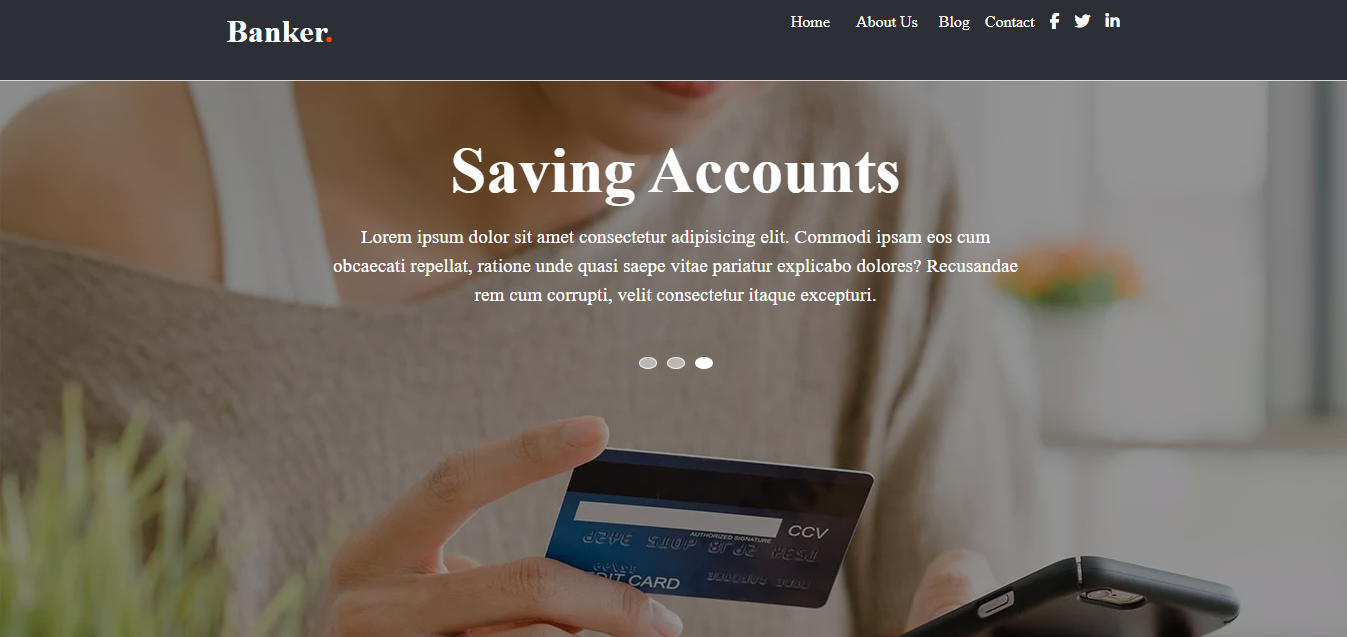 Banker.
Home About Us Blog Contact
Saving Accounts
Lorem ipsum dolor sit amet consectetur adipisicing elit. Commodi ipsam eos cum
obcaecati repellat, ratione unde quasi saepe vitae pariatur explicabo dolores? Recusandae
rem cum corrupti, velit consectetur itaque excepturi.
AUTHORIZED SIGNATURE
CCV
CARD